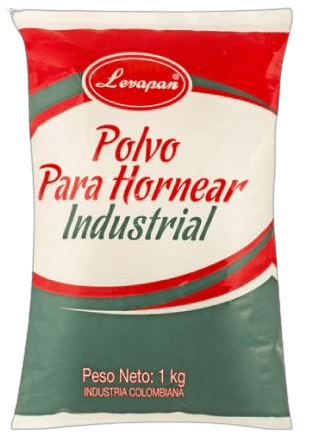 Levapan®
Polvo
Para Hornear
Industrial
Peso Neto: 1 kg
INDUSTRIA COLOMBIANA